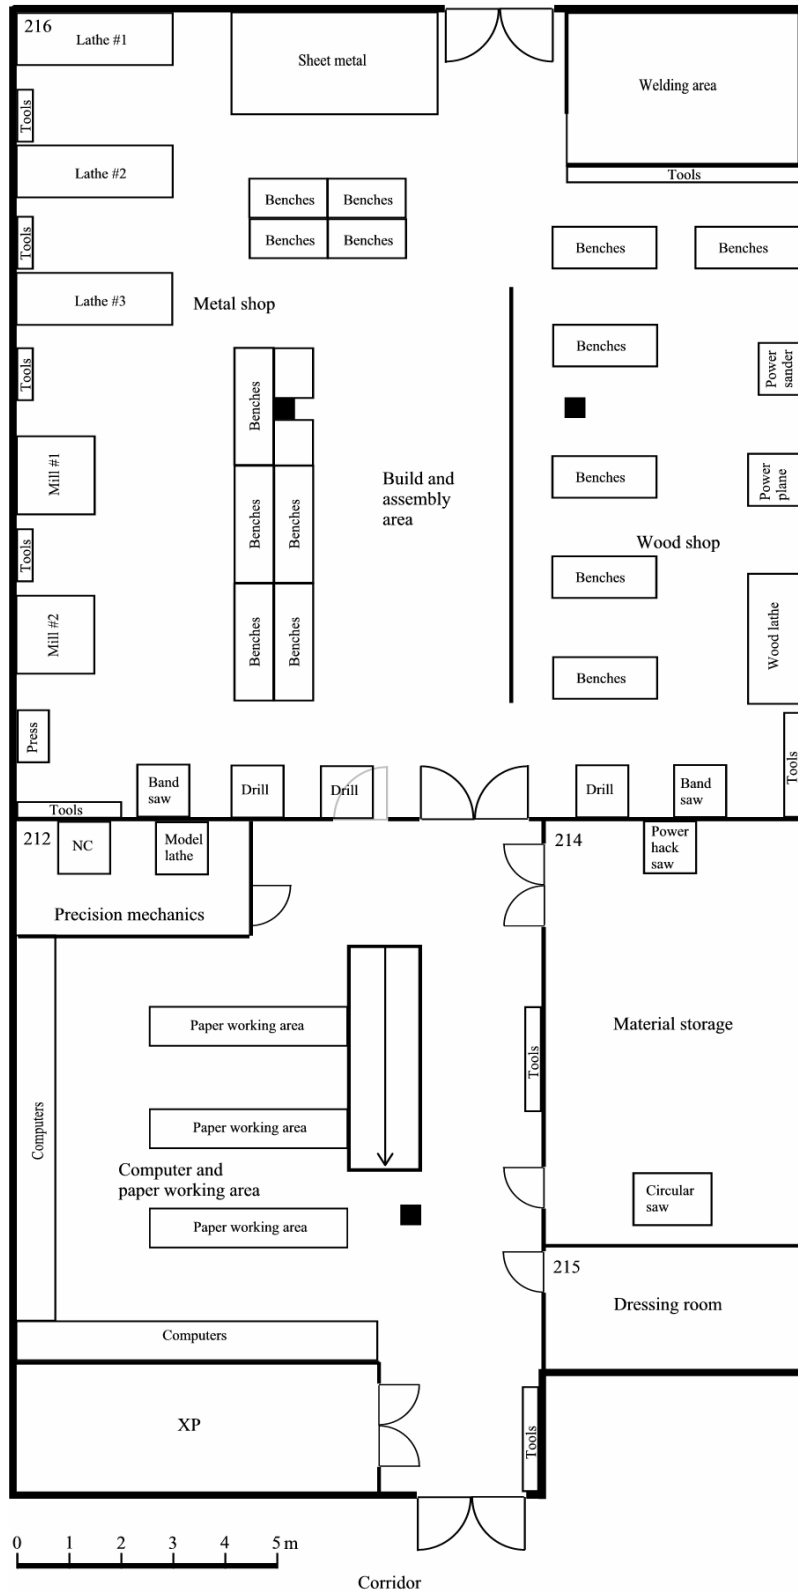 216
Lathe #1
Sheet metal
Welding area
Tools
Lathe #2
Tools
Benches
Benches
Benches
Benches
Tools
Benches
Benches
Lathe #3
Metal shop
Tools
Benches
Benches
Power
sander
Mill #1
Build and
assembly
area
Benches
Power
plane
Tools
Benches
Benches
Wood shop
Mill #2
Benches
Benches
Benches
Wood lathe
Benches
Press
Tools
Band
saw
Drill
Drill
Drill
Band
saw
Tools
212
NC
Model
lathe
214
Power
hack
saw
Precision mechanics
Paper working area
Material storage
Tools
Computers
Paper working area
Computer and
paper working area
Circular
saw
Paper working area
215
Dressing room
Computers
XP
Tools
0 1 2 3 4 5 m
Corridor